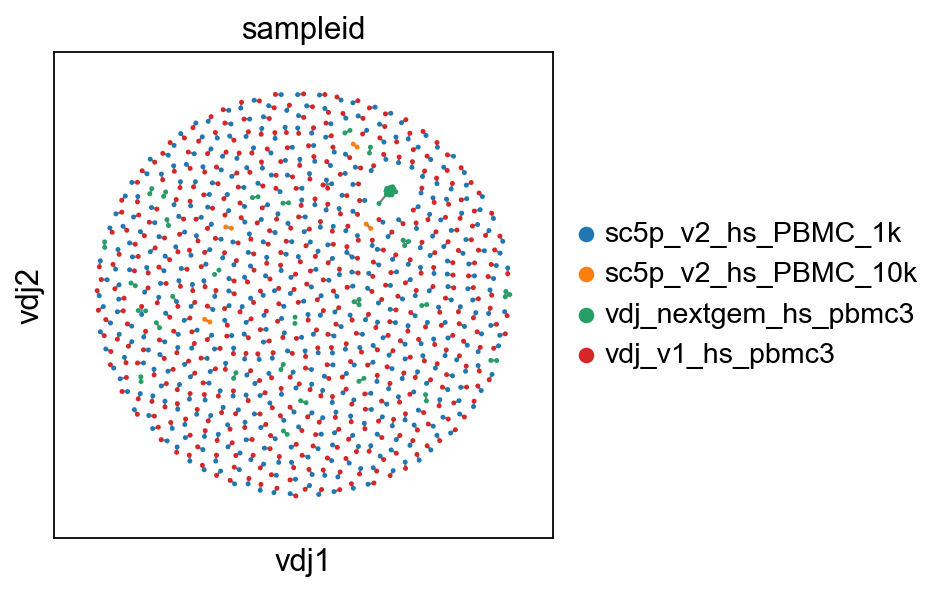 sampleid
vdj2
vdj1
sc5p_v2_hs_PBMC_1k
sc5p_v2_hs_PBMC_10k
vdj_nextgem_hs_pbmc3
vdj_v1_hs_pbmc3